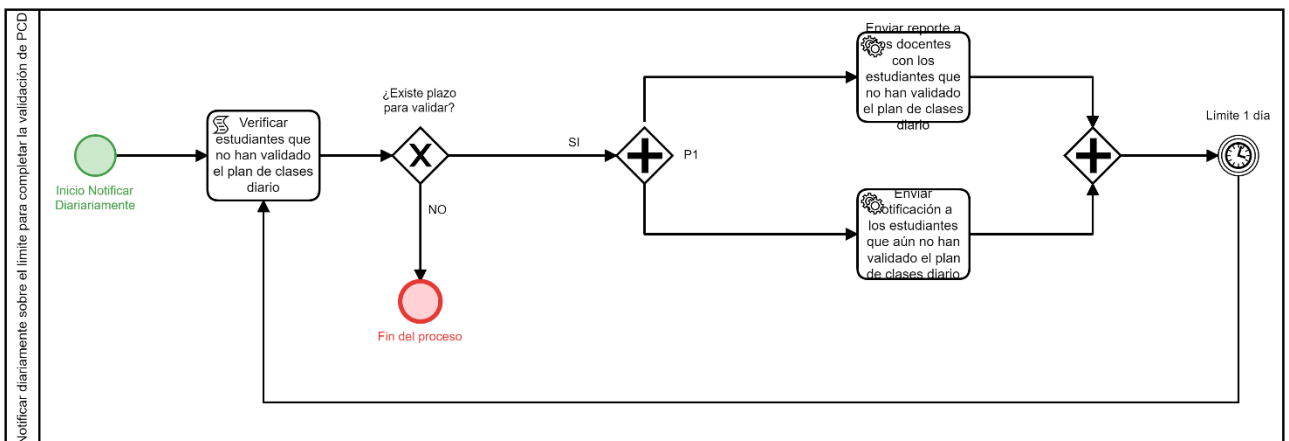 Notificar diariamente sobre el limite para completar la validación de PCD
Inicio Notificar
Diariariamente
Verificar
estudiantes que
no han validado
el plan de clases
diario
¿Existe plazo
para validar?
SI
NO
Fin del proceso
P1
Enviar reporte a
los docentes
con los
estudiantes que
no han validado
el plan de clases
diario
Enviar
notificación a
los estudiantes
que aún no han
validado el plan
de clases diario
Límite 1 día